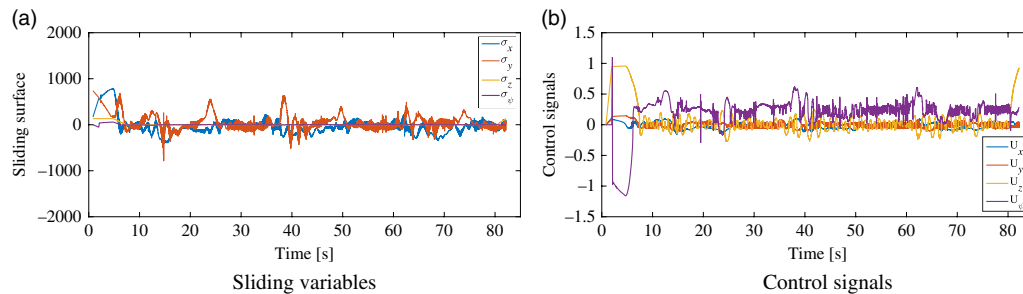 (a)
2000
1000
0
−1000
−2000
Sliding surface
0 10 20 30 40 50 60 70 80
Time [s]
σx
σy
σz
σψ
Sliding variables
(b)
1.5
1
0.5
0
−0.5
−1
−1.5
Control signals
0 10 20 30 40 50 60 70 80
Time [s]
Ux
Uy
Uz
Uψ
Control signals